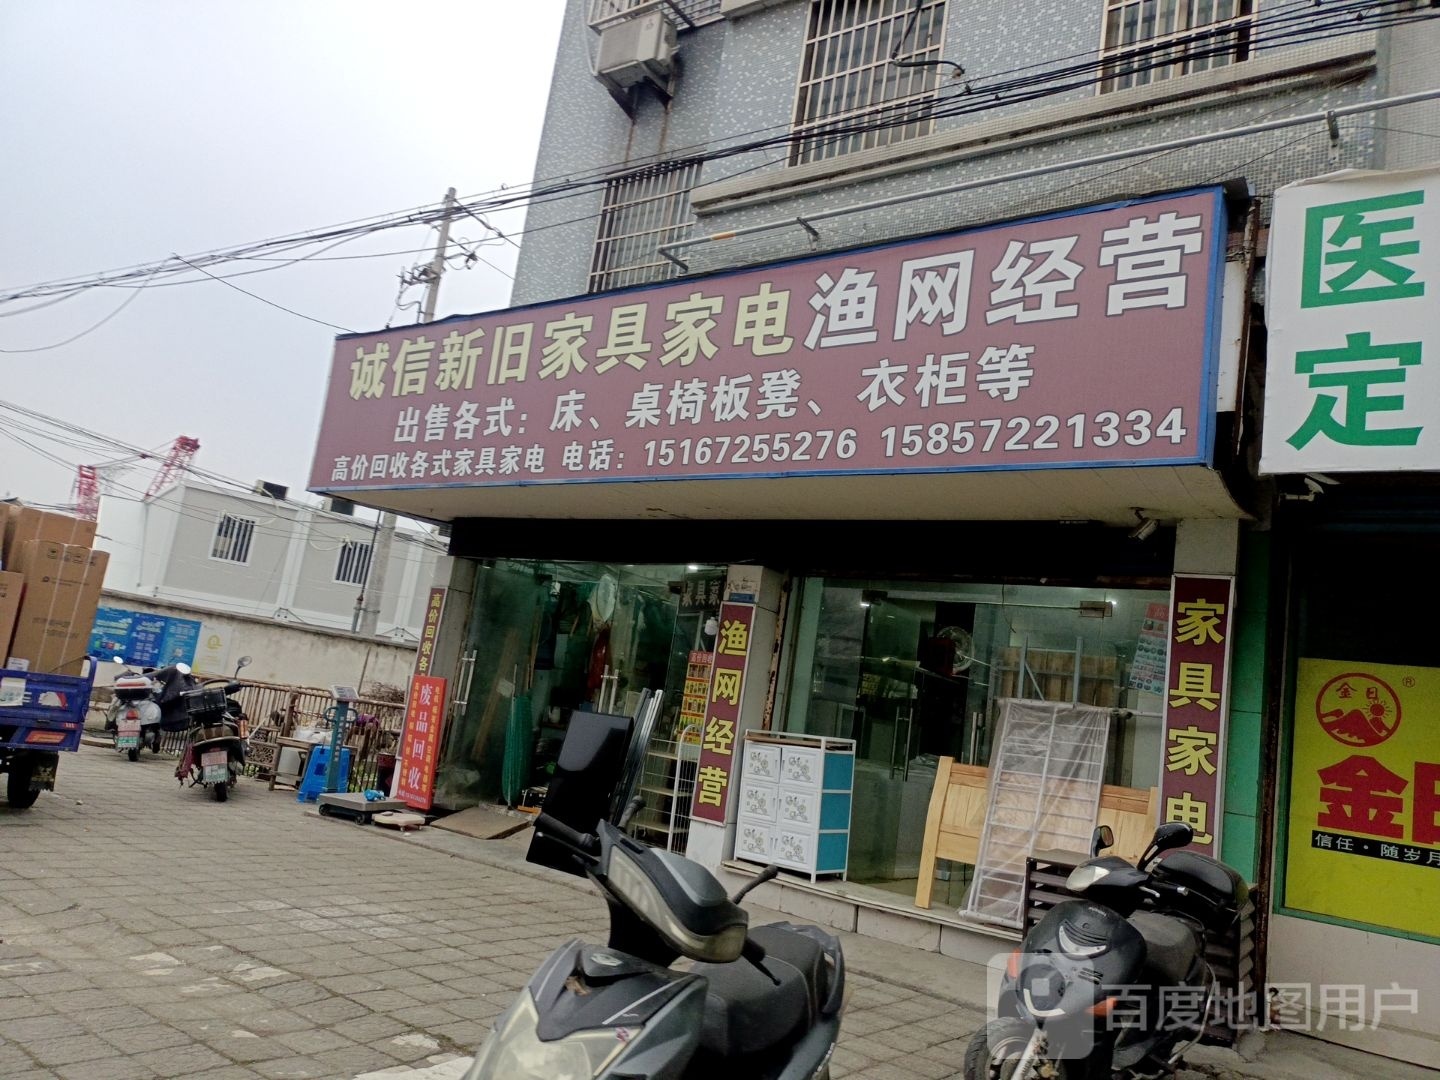 诚信新旧家具家电渔网经营
出售各式：床、桌椅板凳、衣柜等
高价回收各式家具家电 电话：15167255276 15857221334
医
定
高价回收各
废品回收
渔网经营
家具家电
金日
®
信任·随岁月
百度地图用户